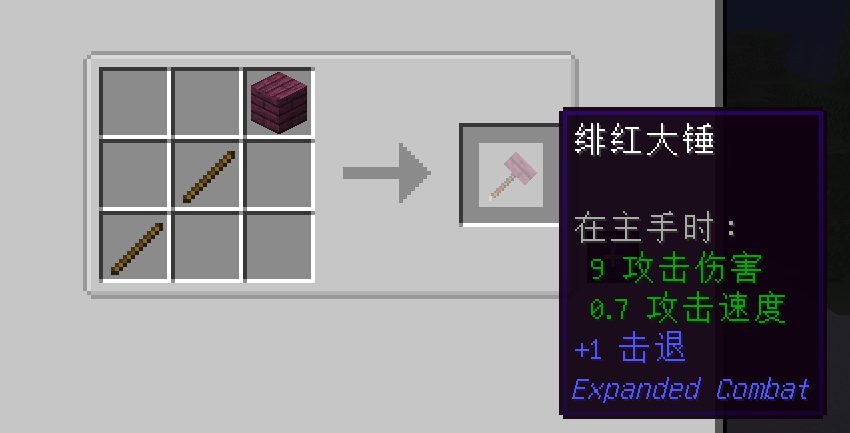 绯红大锤
在主手时：
9 攻击伤害
0.7 攻击速度
+1 击退
Expanded Combat